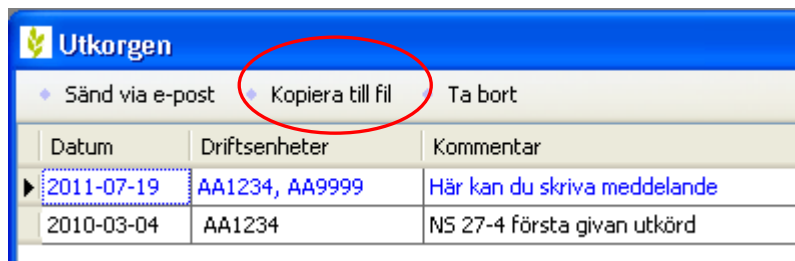 Utkorgen
Sänd via e-post Kopiera till fil Ta bort
Datum Driftsenheter Kommentar
2011-07-19 AA1234, AA9999 Här kan du skriva meddelande
2010-03-04 AA1234 NS 27-4 första givan utkörd